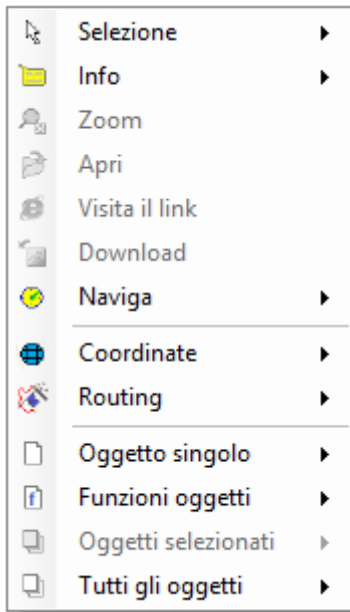 Selezione
Info
Zoom
Apri
Visita il link
Download
Naviga
Coordinate
Routing
Oggetto singolo
Funzioni oggetti
Oggetti selezionati
Tutti gli oggetti